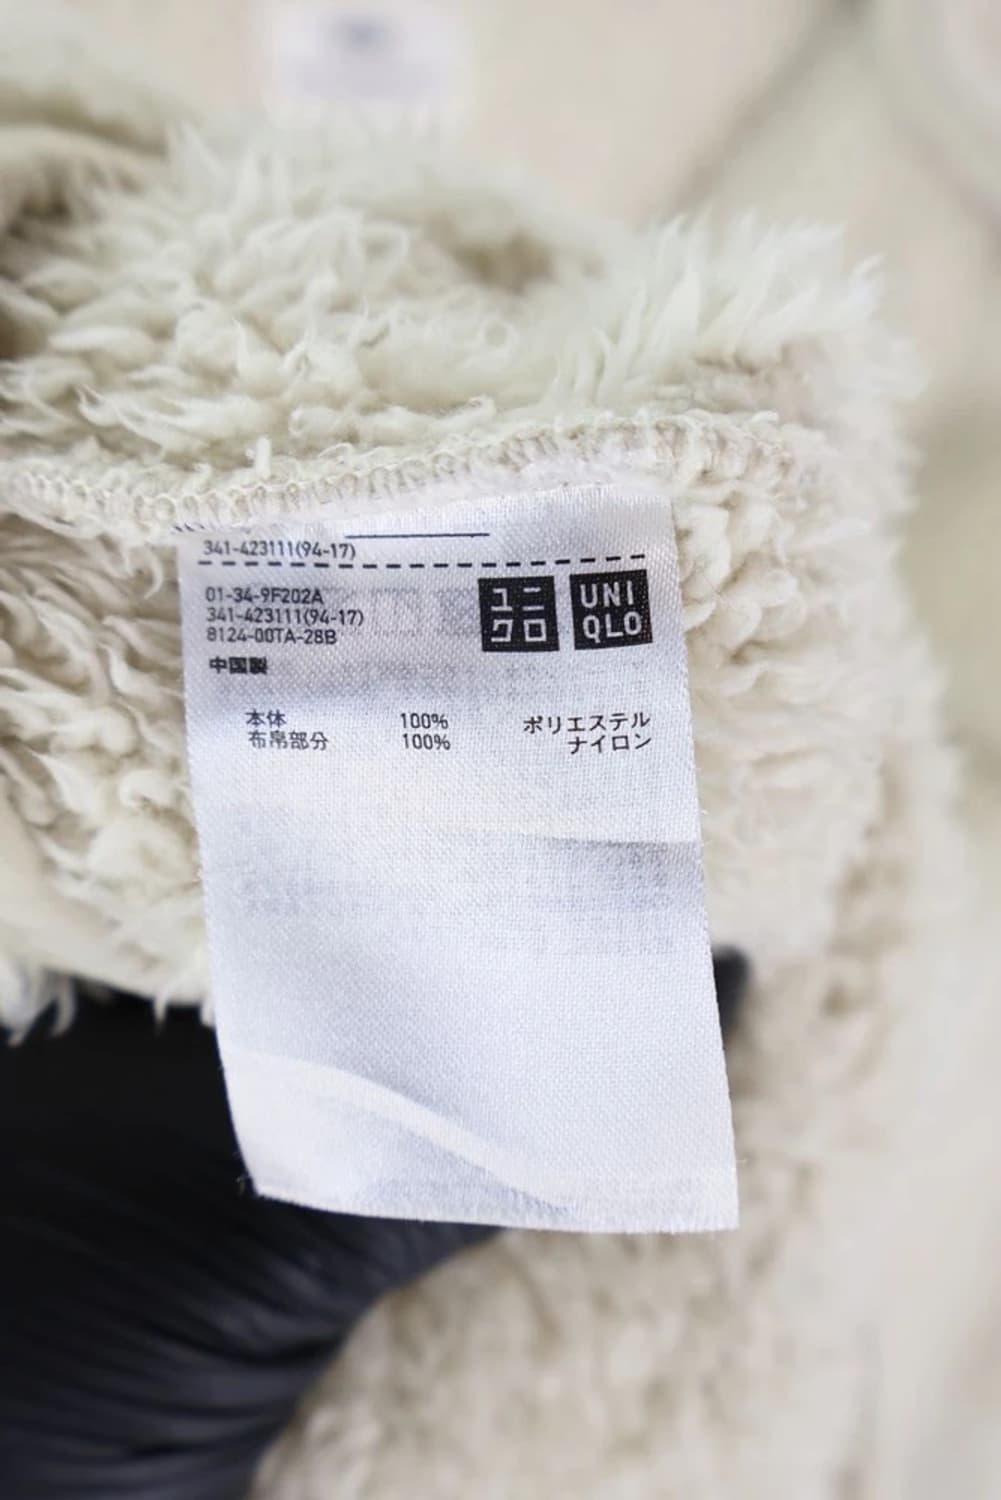 341-423111(94-17)
01-34-9F202A
341-423111(94-17)
8124-00TA-28B
中国製
ユニ
クロ
UNI
QLO
本体 100% ポリエステル
布帛部分 100% ナイロン